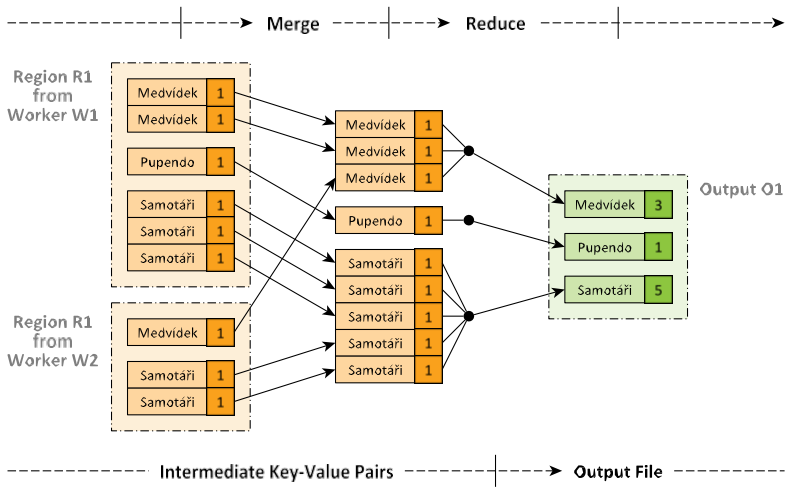 Merge
Reduce
Region R1
from
Worker W1
Medvídek 1
Medvídek 1
Pupendo 1
Samotáři 1
Samotáři 1
Samotáři 1
Region R1
from
Worker W2
Medvídek 1
Samotáři 1
Samotáři 1
Medvídek 1
Medvídek 1
Medvídek 1
Pupendo 1
Samotáři 1
Samotáři 1
Samotáři 1
Samotáři 1
Samotáři 1
Output O1
Medvídek 3
Pupendo 1
Samotáři 5
Intermediate Key-Value Pairs
Output File